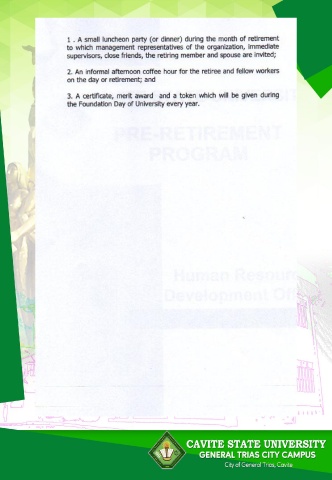 1 . A small luncheon party (or dinner) during the month of retirement
to which management representatives of the organization, immediate
supervisors, close friends, the retiring member and spouse are invited;
2. An informal afternoon coffee hour for the retiree and fellow workers
on the day or retirement; and
3. A certificate, merit award and a token which will be given during
the Foundation Day of University every year.
PRE-RETIREMENT
PROGRAM
Human Resource
Development Off
CAVITE STATE UNIVERSITY
GENERAL TRIAS CITY CAMPUS
City of General Trias, Cavite